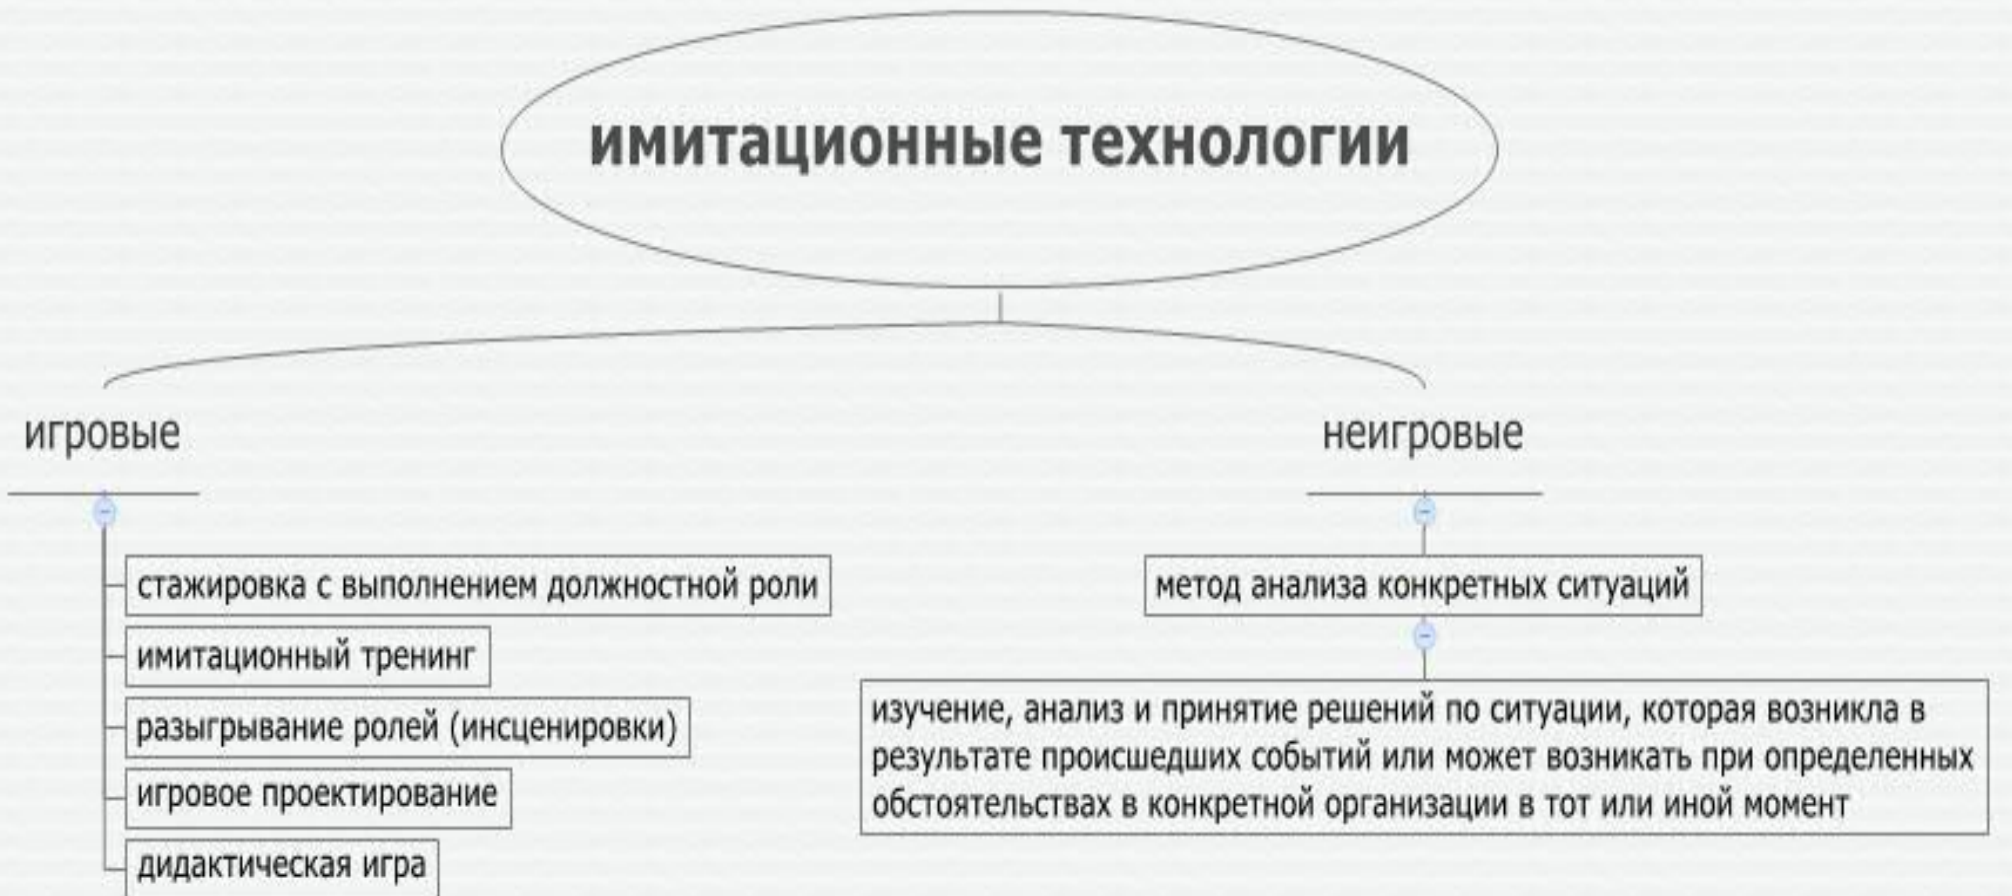 имитационные технологии
игровые
стажировка с выполнением должностной роли
имитационный тренинг
разыгрывание ролей (инсценировки)
игровое проектирование
дидактическая игра
неигровые
метод анализа конкретных ситуаций
изучение, анализ и принятие решений по ситуации, которая возникла в
результате происшедших событий или может возникать при определенных
обстоятельствах в конкретной организации в тот или иной момент